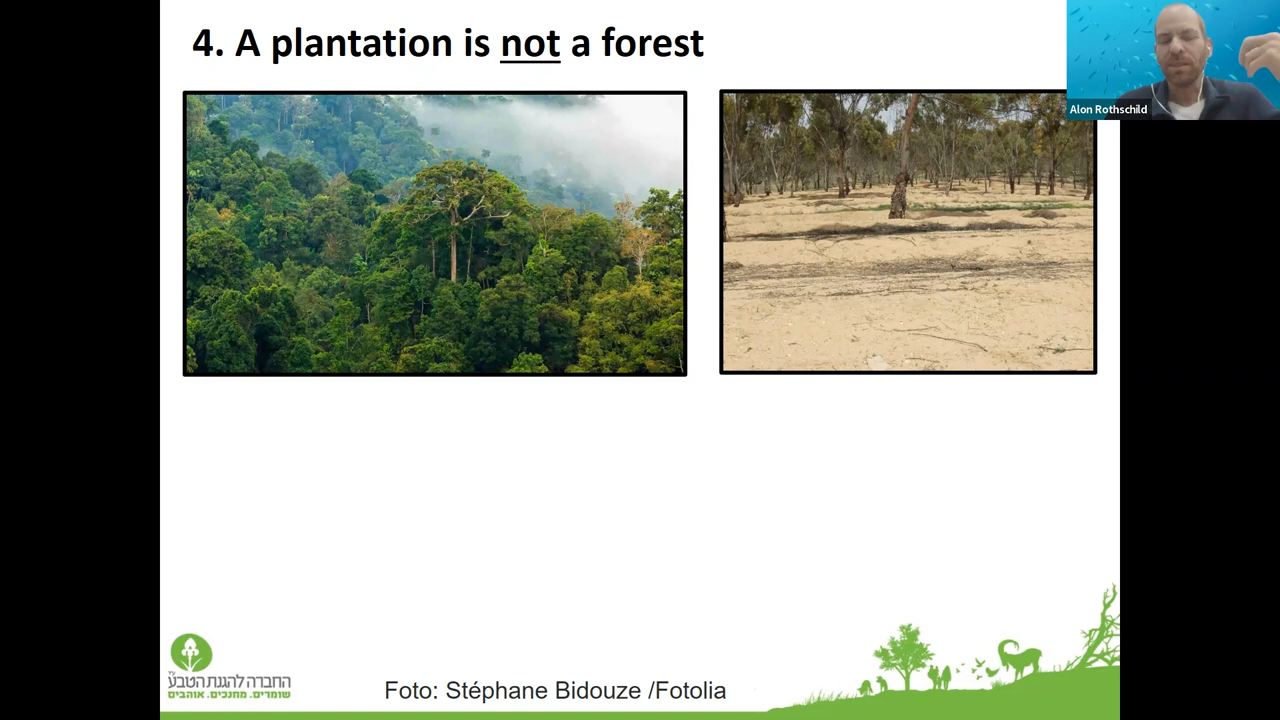 4. A plantation is not a forest
Alon Rothschild
החברה להגנת הטבע
שומרים. מחנכים. אוהבים
Foto: Stéphane Bidouze /Fotolia